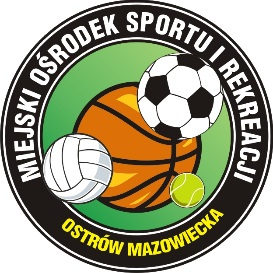 MIEJSKI OŚRODEK SPORTU I REKREACJI
OSTRÓW MAZOWIECKA